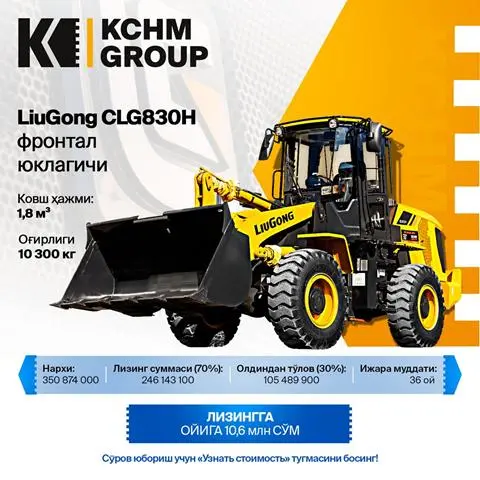 KCHM
GROUP
LiuGong CLG830H
фронтал
юклагичи
Ковш ҳажми:
1,8 м³
Оғирлиги
10 300 кг
LIUGONG
Нархи:
350 874 000
Лизинг суммаси (70%):
246 143 100
Олдиндан тўлов (30%):
105 489 900
Ижара муддати:
36 ой
ЛИЗИНГГА
ОЙИГА 10,6 млн СЎМ
Сўров юбориш учун «Узнать стоимость» тугмасини босинг!